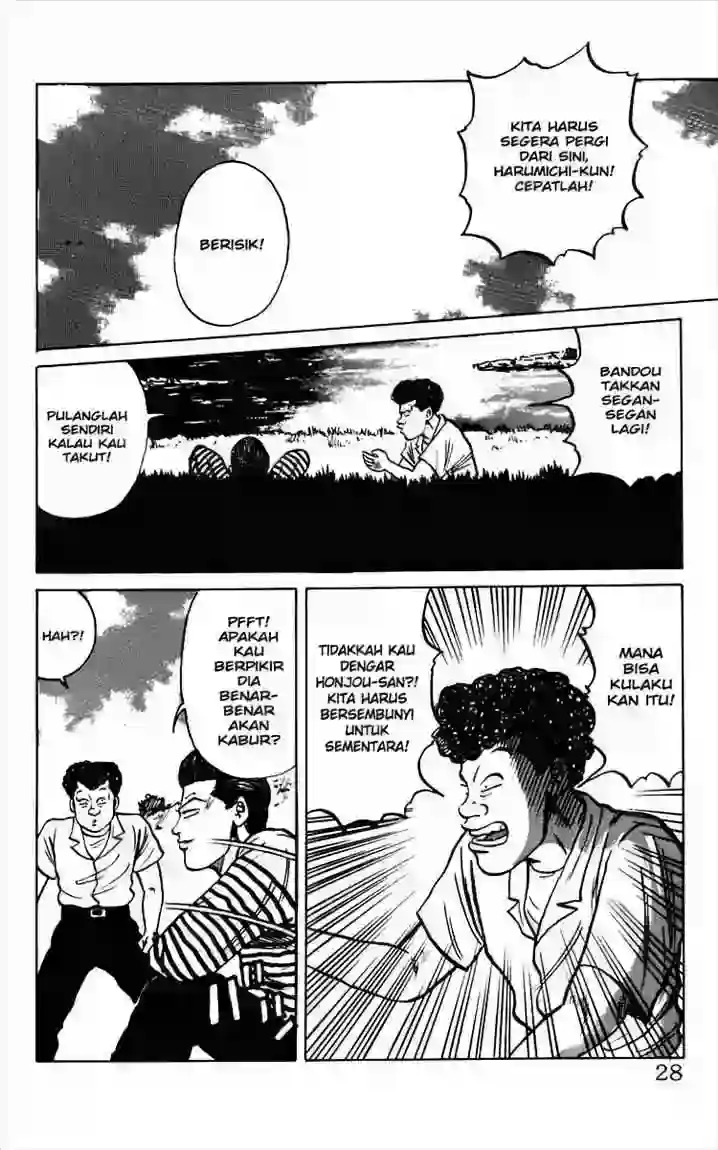 KITA HARUS
SEGERA PERGI
DARI SINI,
HARUMICHI-KUN!
CEPATLAH!
BERISIK!
BANDOU
TAKKAN
SEGAN-
SEGAN
LAGI!
PULANGLAH
SENDIRI
KALAU KAU
TAKUT!
MANA
BISA
KULAKU
KAN ITU!
TIDAKKAH KAU
DENGAR
HONJOU-SAN?!
KITA HARUS
BERSEMBUNYI
UNTUK
SEMENTARA!
PFFT!
APAKAH
KAU
BERPIKIR
DIA
BENAR-
BENAR
AKAN
KABUR?
HAH?!
28